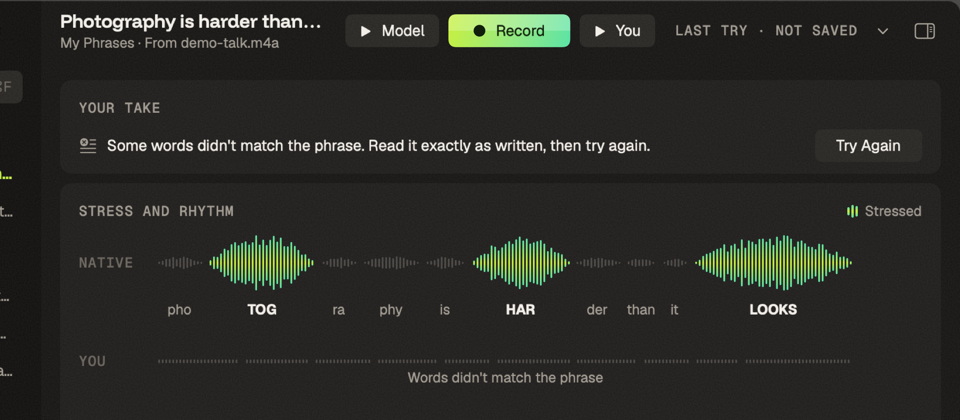 Photography is harder than...
My Phrases · From demo-talk.m4a
Model
Record
You
LAST TRY · NOT SAVED
YOUR TAKE
Some words didn't match the phrase. Read it exactly as written, then try again.
Try Again
STRESS AND RHYTHM
Stressed
NATIVE
pho TOG ra phy is HAR der than it LOOKS
YOU
Words didn't match the phrase